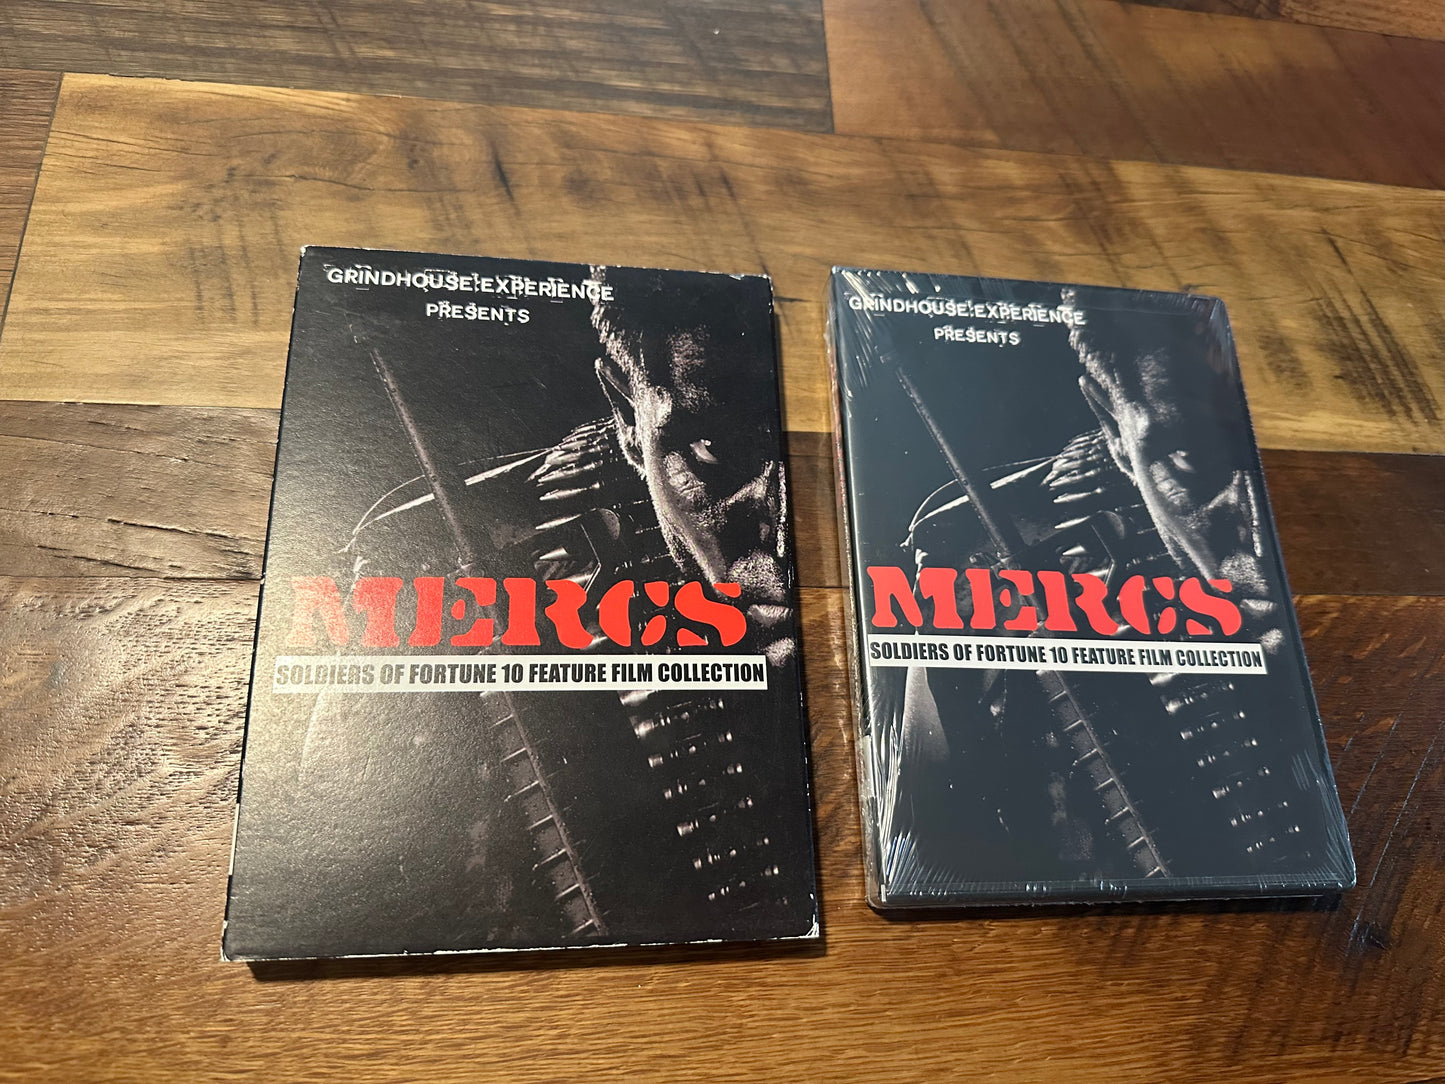 GRINDHOUSE:EXPERIENCE
PRESENTS
MERCS
SOLDIERS OF FORTUNE 10 FEATURE FILM COLLECTION
GRINDHOUSE:EXPERIENCE
PRESENTS
MERCS
SOLDIERS OF FORTUNE 10 FEATURE FILM COLLECTION